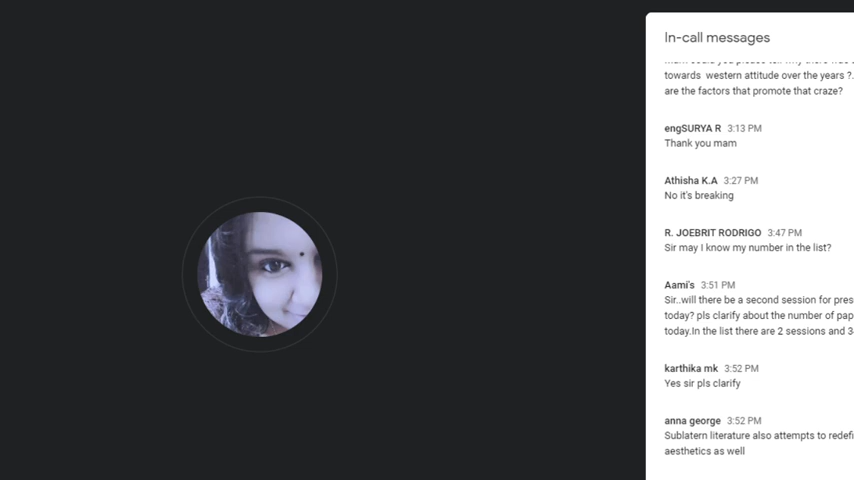 In-call messages
towards western attitude over the years ?.
are the factors that promote that craze?
engSURYA R 3:13 PM
Thank you mam
Athisha K.A 3:27 PM
No it's breaking
R. JOEBRIT RODRIGO 3:47 PM
Sir may I know my number in the list?
Aami's 3:51 PM
Sir..will there be a second session for pres
today? pls clarify about the number of pap
today.In the list there are 2 sessions and 3
karthika mk 3:52 PM
Yes sir pls clarify
anna george 3:52 PM
Sublatern literature also attempts to redefi
aesthetics as well